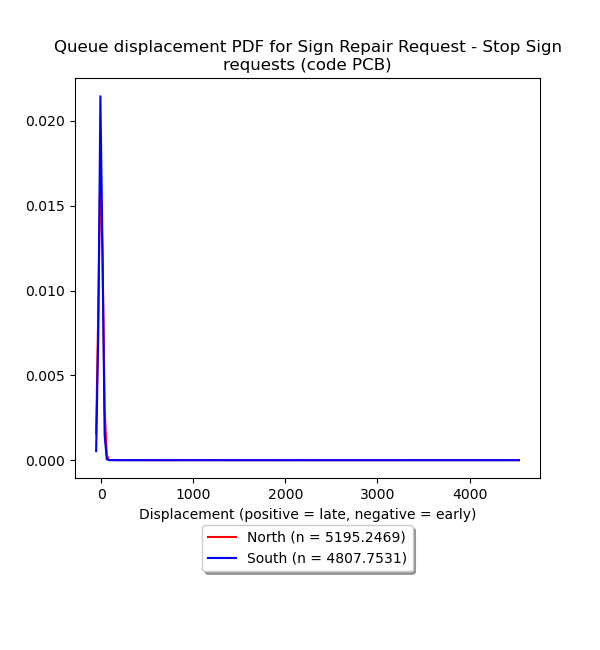 Queue displacement PDF for Sign Repair Request - Stop Sign
requests (code PCB)
0.020
0.015
0.010
0.005
0.000
0
1000
2000
3000
4000
Displacement (positive = late, negative = early)
North (n = 5195.2469)
South (n = 4807.7531)